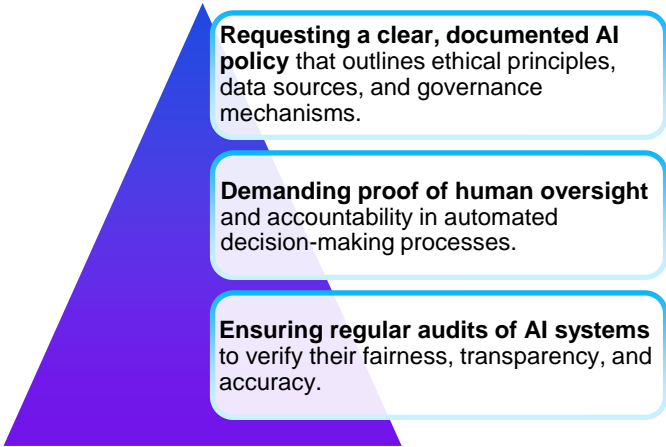 Requesting a clear, documented AI
policy that outlines ethical principles,
data sources, and governance
mechanisms.
Demanding proof of human oversight
and accountability in automated
decision-making processes.
Ensuring regular audits of AI systems
to verify their fairness, transparency, and
accuracy.